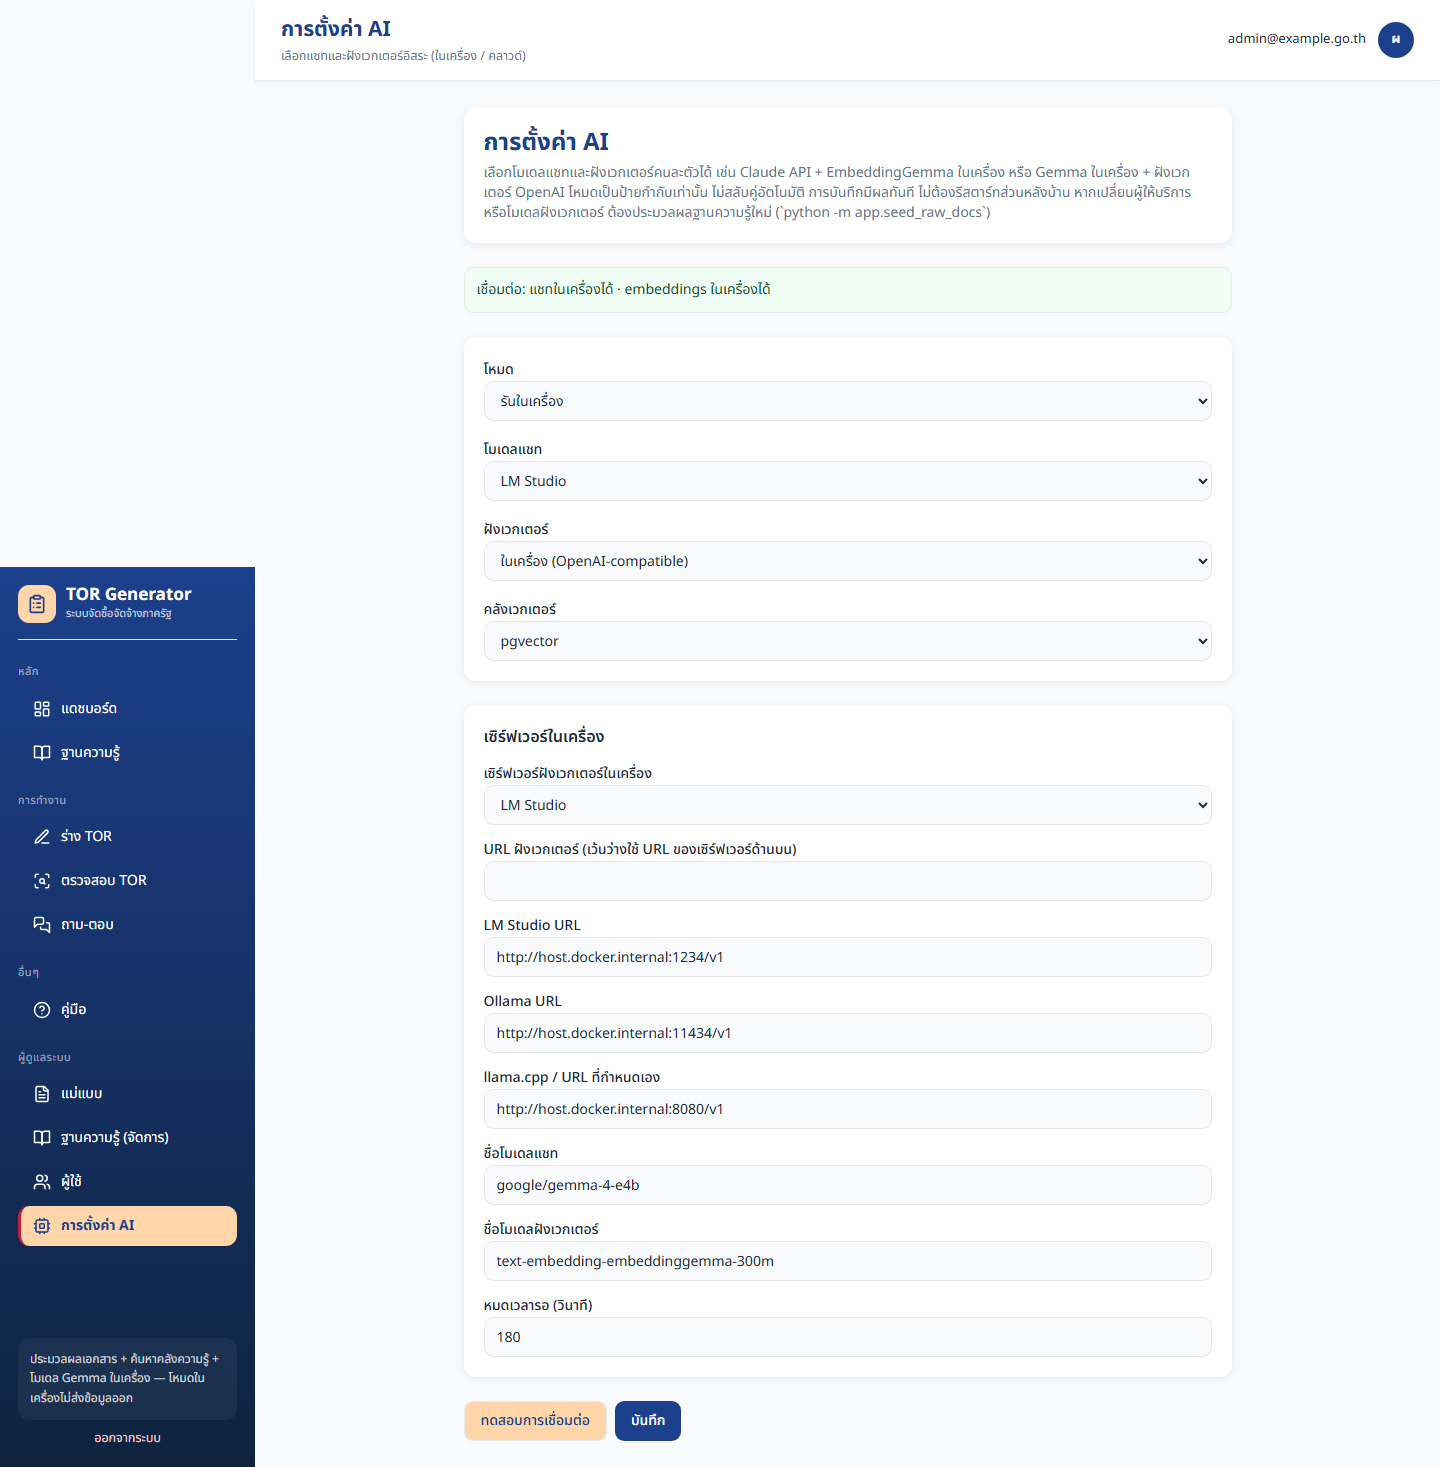 การตั้งค่า AI
เลือกแชทและฝังเวกเตอร์อิสระ (ในเครื่อง / คลาวด์)
admin@example.go.th
ผ
การตั้งค่า AI
เลือกโมเดลแชทและฝังเวกเตอร์คนละตัวได้ เช่น Claude API + EmbeddingGemma ในเครื่อง หรือ Gemma ในเครื่อง + ฝังเวก
เตอร์ OpenAI โหมดเป็นป้ายกำกับเท่านั้น ไม่สลับคู่อัตโนมัติ การบันทึกมีผลทันที ไม่ต้องรีสตาร์ทส่วนหลังบ้าน หากเปลี่ยนผู้ให้บริการ
หรือโมเดลฝังเวกเตอร์ ต้องประมวลผลฐานความรู้ใหม่ (`python -m app.seed_raw_docs`)
เชื่อมต่อ: แชทในเครื่องได้ · embeddings ในเครื่องได้
โหมด
รันในเครื่อง
โมเดลแชท
LM Studio
ฝังเวกเตอร์
ในเครื่อง (OpenAI-compatible)
คลังเวกเตอร์
pgvector
เซิร์ฟเวอร์ในเครื่อง
เซิร์ฟเวอร์ฝังเวกเตอร์ในเครื่อง
LM Studio
URL ฝังเวกเตอร์ (เว้นว่างใช้ URL ของเซิร์ฟเวอร์ด้านบน)
LM Studio URL
http://host.docker.internal:1234/v1
Ollama URL
http://host.docker.internal:11434/v1
llama.cpp / URL ที่กำหนดเอง
http://host.docker.internal:8080/v1
ชื่อโมเดลแชท
google/gemma-4-e4b
ชื่อโมเดลฝังเวกเตอร์
text-embedding-embeddinggemma-300m
หมดเวลารอ (วินาที)
180
ทดสอบการเชื่อมต่อ
บันทึก
TOR Generator
ระบบจัดซื้อจัดจ้างภาครัฐ
หลัก
แดชบอร์ด
ฐานความรู้
การทำงาน
ร่าง TOR
ตรวจสอบ TOR
ถาม-ตอบ
อื่นๆ
คู่มือ
ผู้ดูแลระบบ
แม่แบบ
ฐานความรู้ (จัดการ)
ผู้ใช้
การตั้งค่า AI
ประมวลผลเอกสาร + ค้นหาคลังความรู้ +
โมเดล Gemma ในเครื่อง — โหมดใน
เครื่องไม่ส่งข้อมูลออก
ออกจากระบบ